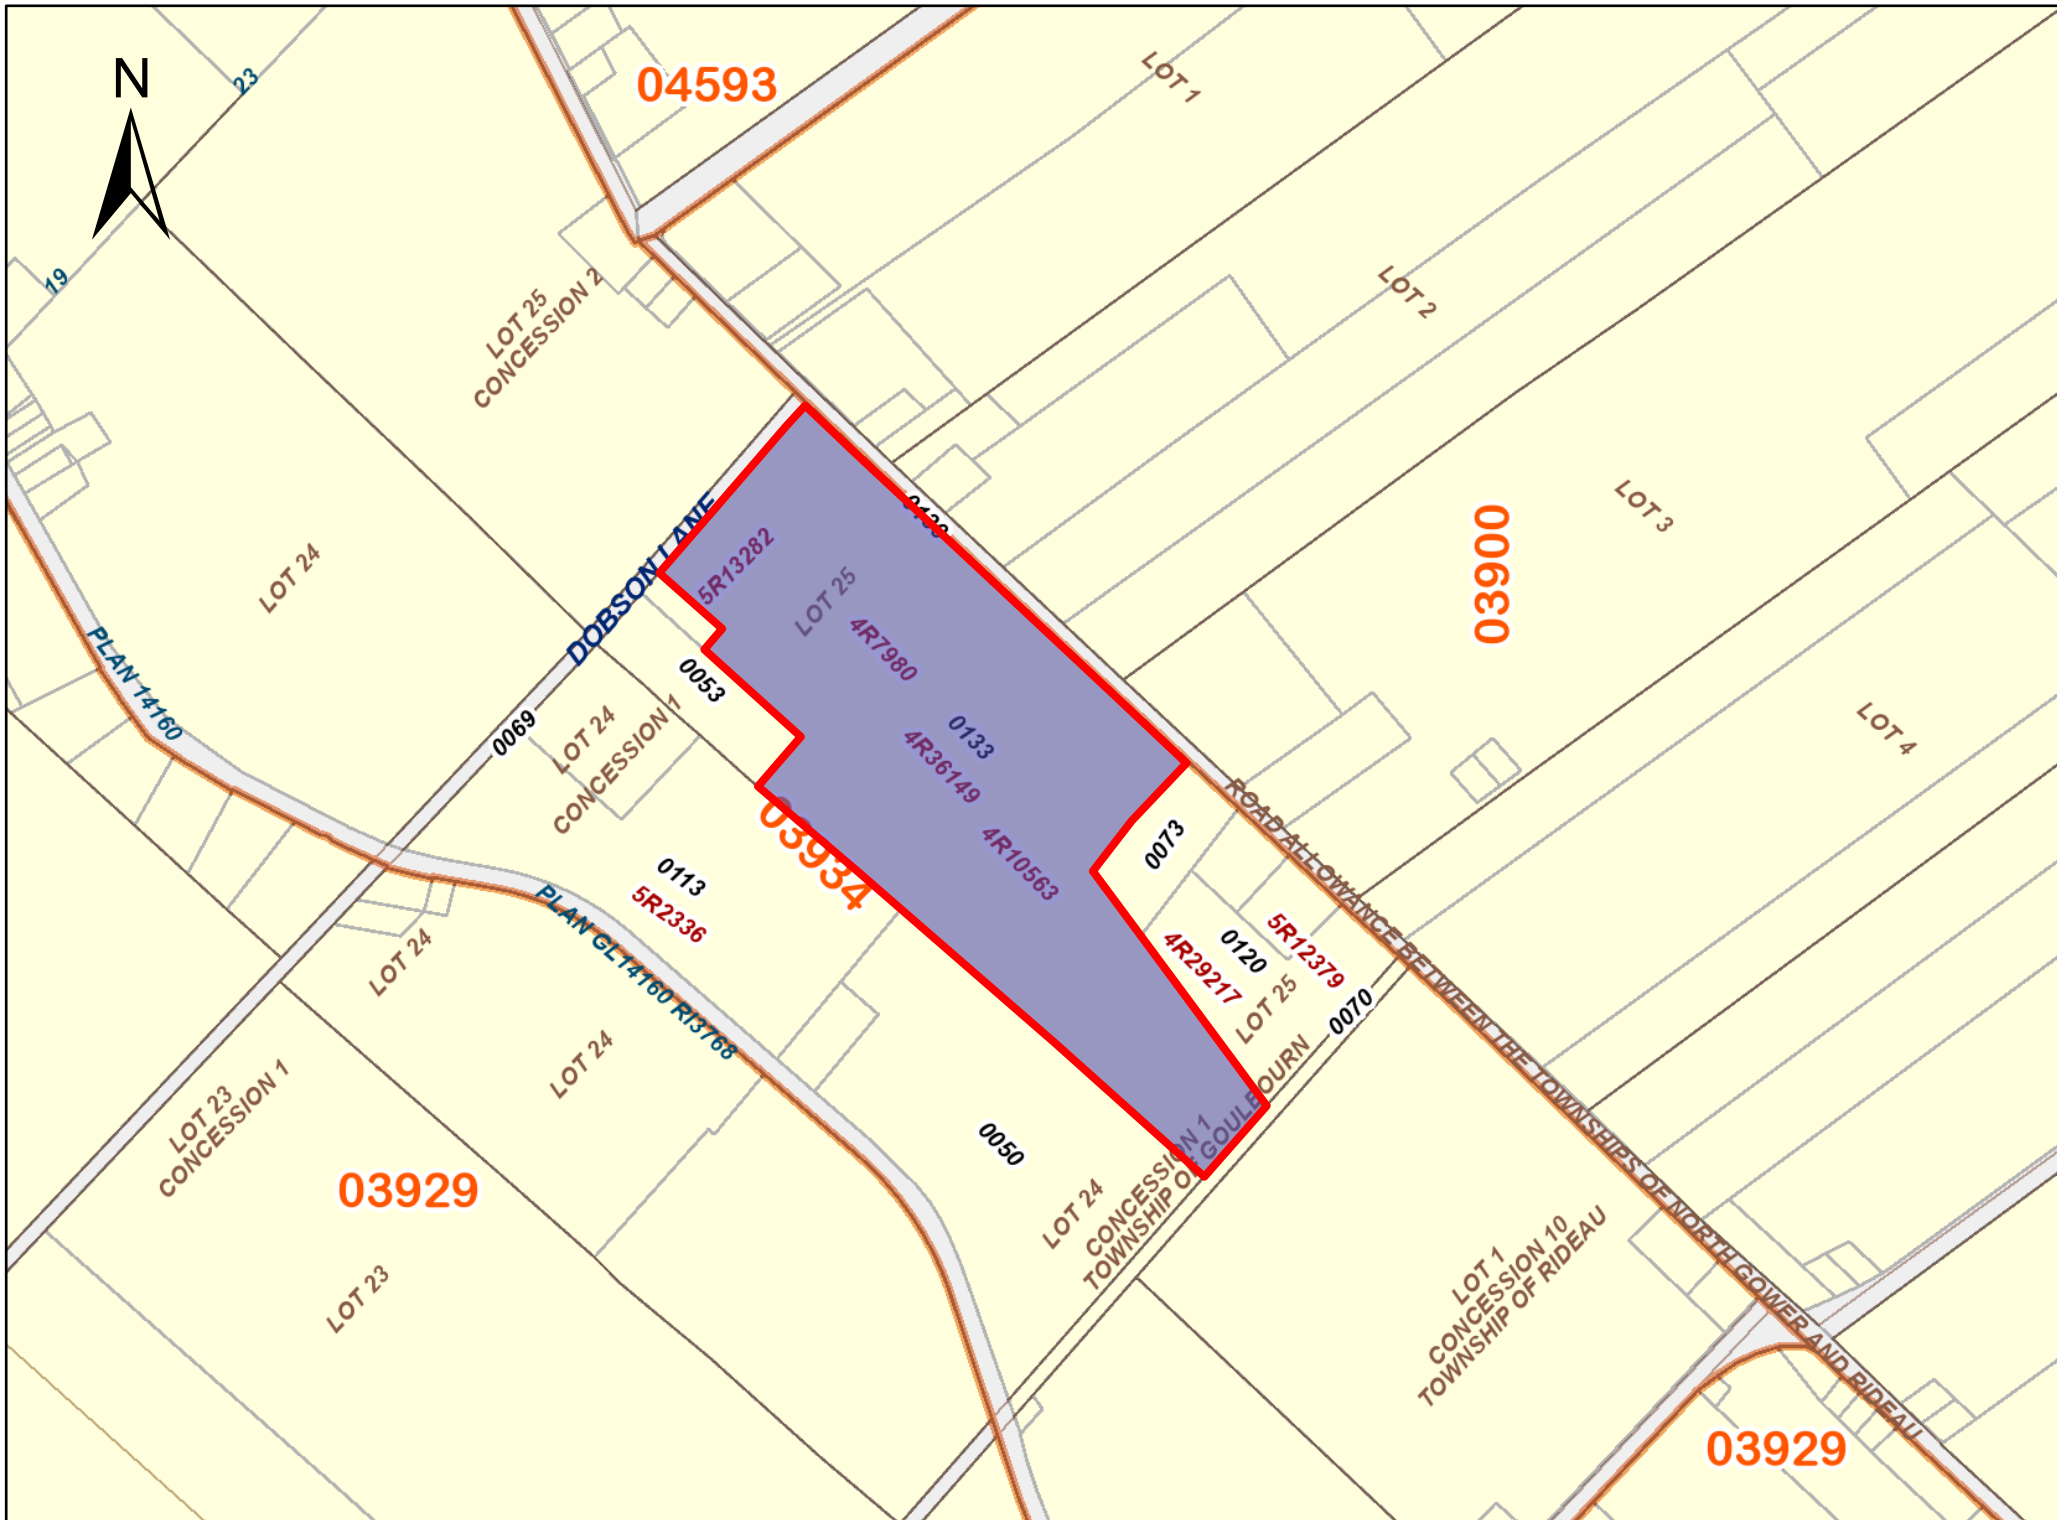 N
23
04593
LOT 1
19
LOT 25
CONCESSION 2
LOT 2
LOT 24
DOBSON LANE
5R13282
LOT 25
4R7980
LOT 3
03900
PLAN 14160
0053
0069
LOT 24
CONCESSION 1
0133
4R36149
LOT 4
03934
4R10563
0073
ROAD ALLOWANCE BETWEEN THE TOWNSHIPS OF NORTH GOWER AND RIDEAU
0113
5R2336
PLAN GL14160 RI3768
LOT 24
5R12379
0120
4R29217
LOT 25
0070
LOT 24
LOT 23
CONCESSION 1
03929
0050
LOT 24
CONCESSION 1
TOWNSHIP OF GOULBOURN
LOT 23
LOT 1
CONCESSION 10
TOWNSHIP OF RIDEAU
03929